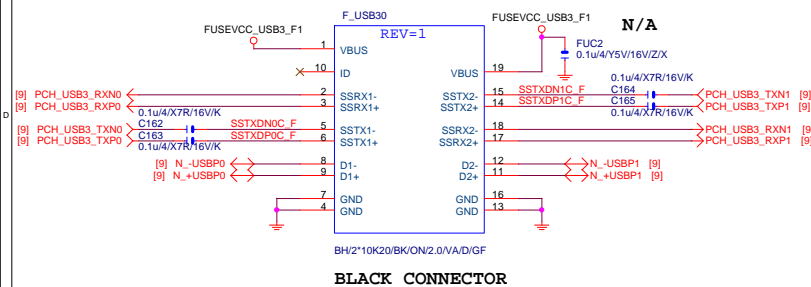 F_USB30
FUSEVCC_USB3_F1
FUSEVCC_USB3_F1
N/A
REV=1
FUC2
0.1u/4/Y5V/16V/Z/X
1
VBUS
10
ID
VBUS
19
0.1u/4/X7R/16V/K
[9] PCH_USB3_RXN0
2
SSRX1-
SSTX2-
15
SSTXDN1C_F
C164
PCH_USB3_TXN1 [9]
[9] PCH_USB3_RXP0
3
SSRX1+
SSTX2+
14
SSTXDP1C_F
C165
PCH_USB3_TXP1 [9]
0.1u/4/X7R/16V/K
0.1u/4/X7R/16V/K
[9] PCH_USB3_TXN0
C162
SSTXDN0C_F
5
SSTX1-
SSRX2-
18
PCH_USB3_RXN1 [9]
[9] PCH_USB3_TXP0
C163
SSTXDP0C_F
6
SSTX1+
SSRX2+
17
PCH_USB3_RXP1 [9]
0.1u/4/X7R/16V/K
[9] N_-USBP0
8
D1-
D2-
12
N_-USBP1 [9]
[9] N_+USBP0
9
D1+
D2+
11
N_+USBP1 [9]
7
GND
GND
16
4
GND
GND
13
D
BH/2*10K20/BK/ON/2.0/VA/D/GF
BLACK CONNECTOR